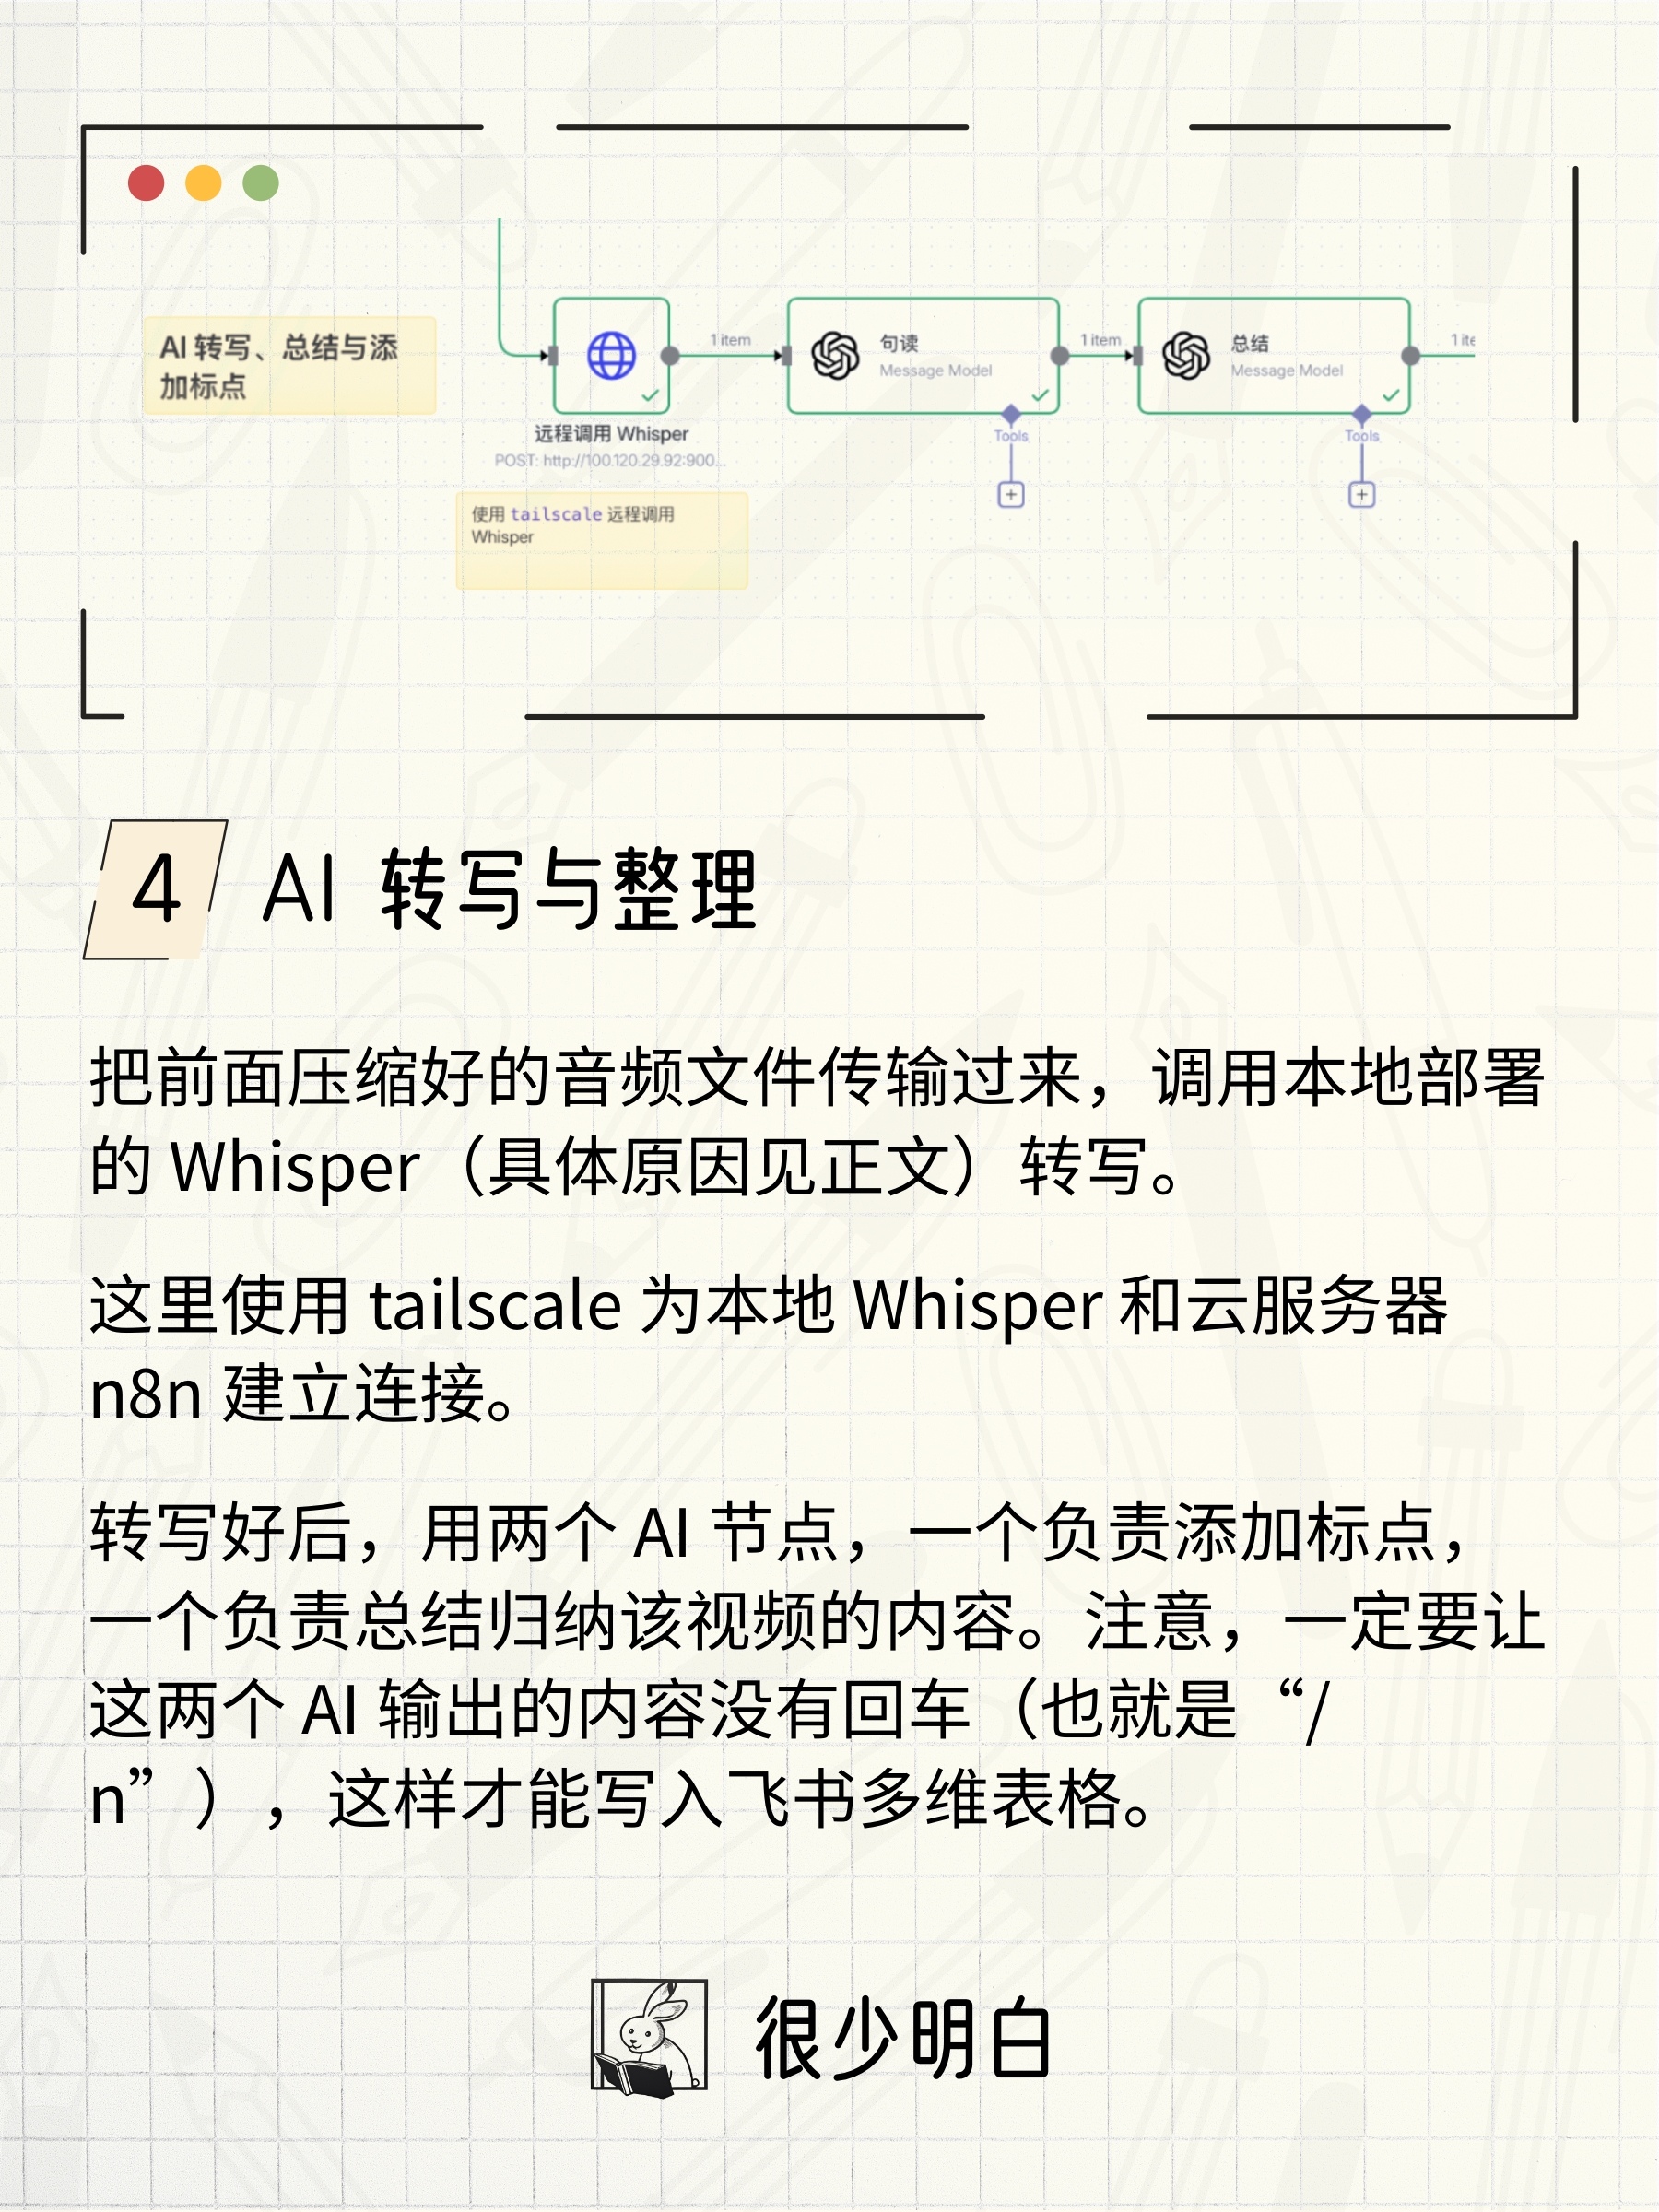 AI 转写、总结与添
加标点
1 item
句读
Message Model
1 item
总结
Message Model
1 ite
Tools
Tools
远程调用 Whisper
POST: http://100.120.29.92:900...
使用 tailscale 远程调用
Whisper
4 AI 转写与整理
把前面压缩好的音频文件传输过来，调用本地部署
的 Whisper（具体原因见正文）转写。
这里使用 tailscale 为本地 Whisper 和云服务器
n8n 建立连接。
转写好后，用两个 AI 节点，一个负责添加标点，
一个负责总结归纳该视频的内容。注意，一定要让
这两个 AI 输出的内容没有回车（也就是“/
n”），这样才能写入飞书多维表格。
很少明白